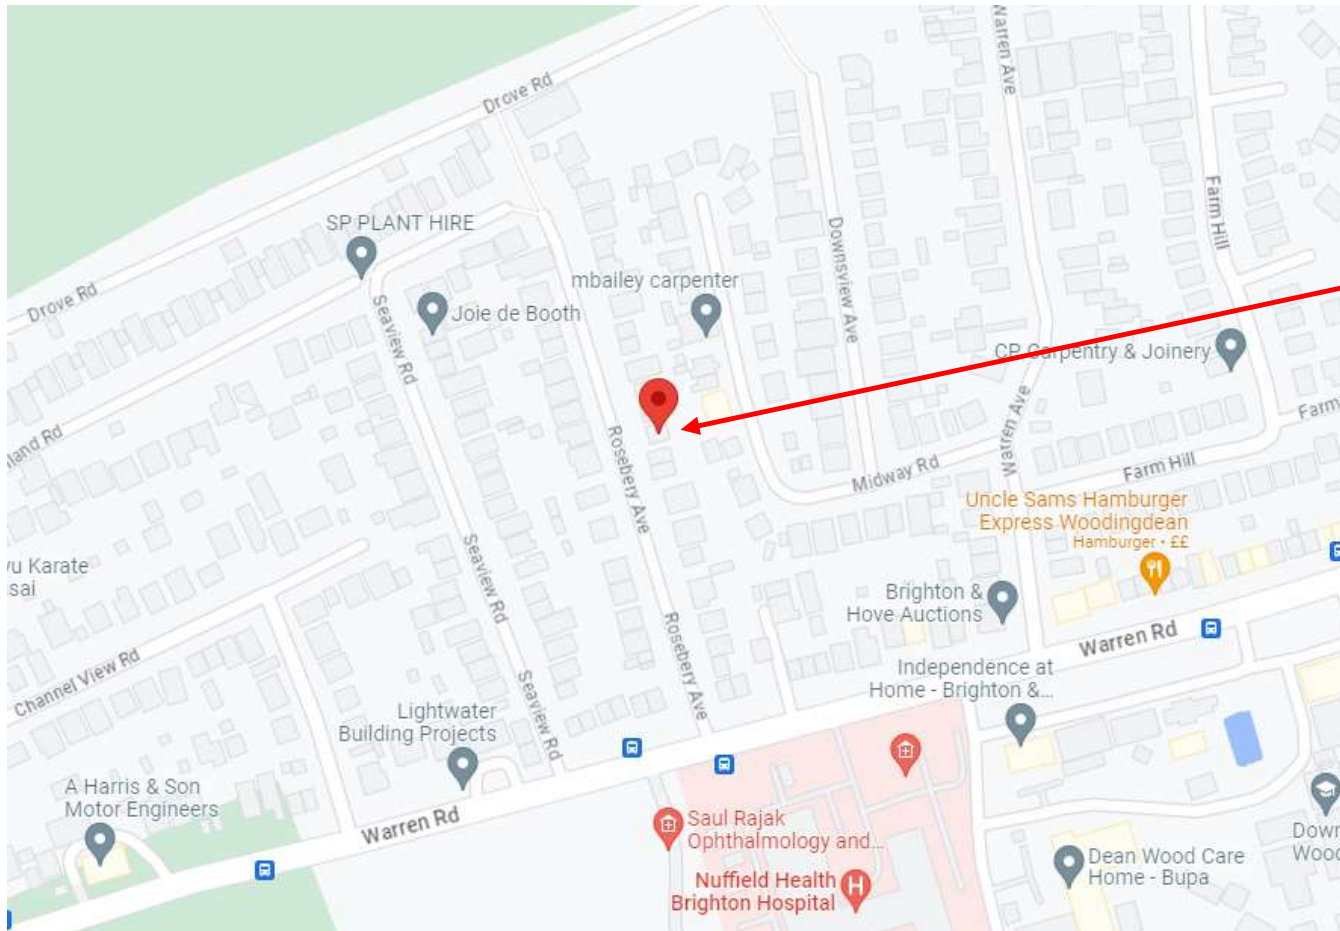 Drove Rd
Warren Ave
SP PLANT HIRE
Farm Hill
Downsview Ave
mbailey carpenter
Drove Rd
Joie de Booth
Seaview Rd
CP Carpentry & Joinery
Warren Ave
Farm
Rosebery Ave
Midway Rd
Farm Hill
Uncle Sams Hamburger
Express Woodingdean
Hamburger • ££
Karate
Seaview Rd
Brighton &
Hove Auctions
Rosebery Ave
Warren Rd
Channel View Rd
Independence at
Home - Brighton &...
Seaview Rd
Lightwater
Building Projects
A Harris & Son
Motor Engineers
Warren Rd
Saul Rajak
Ophthalmology and...
Dean Wood Care
Home - Bupa
Nuffield Health
Brighton Hospital
H